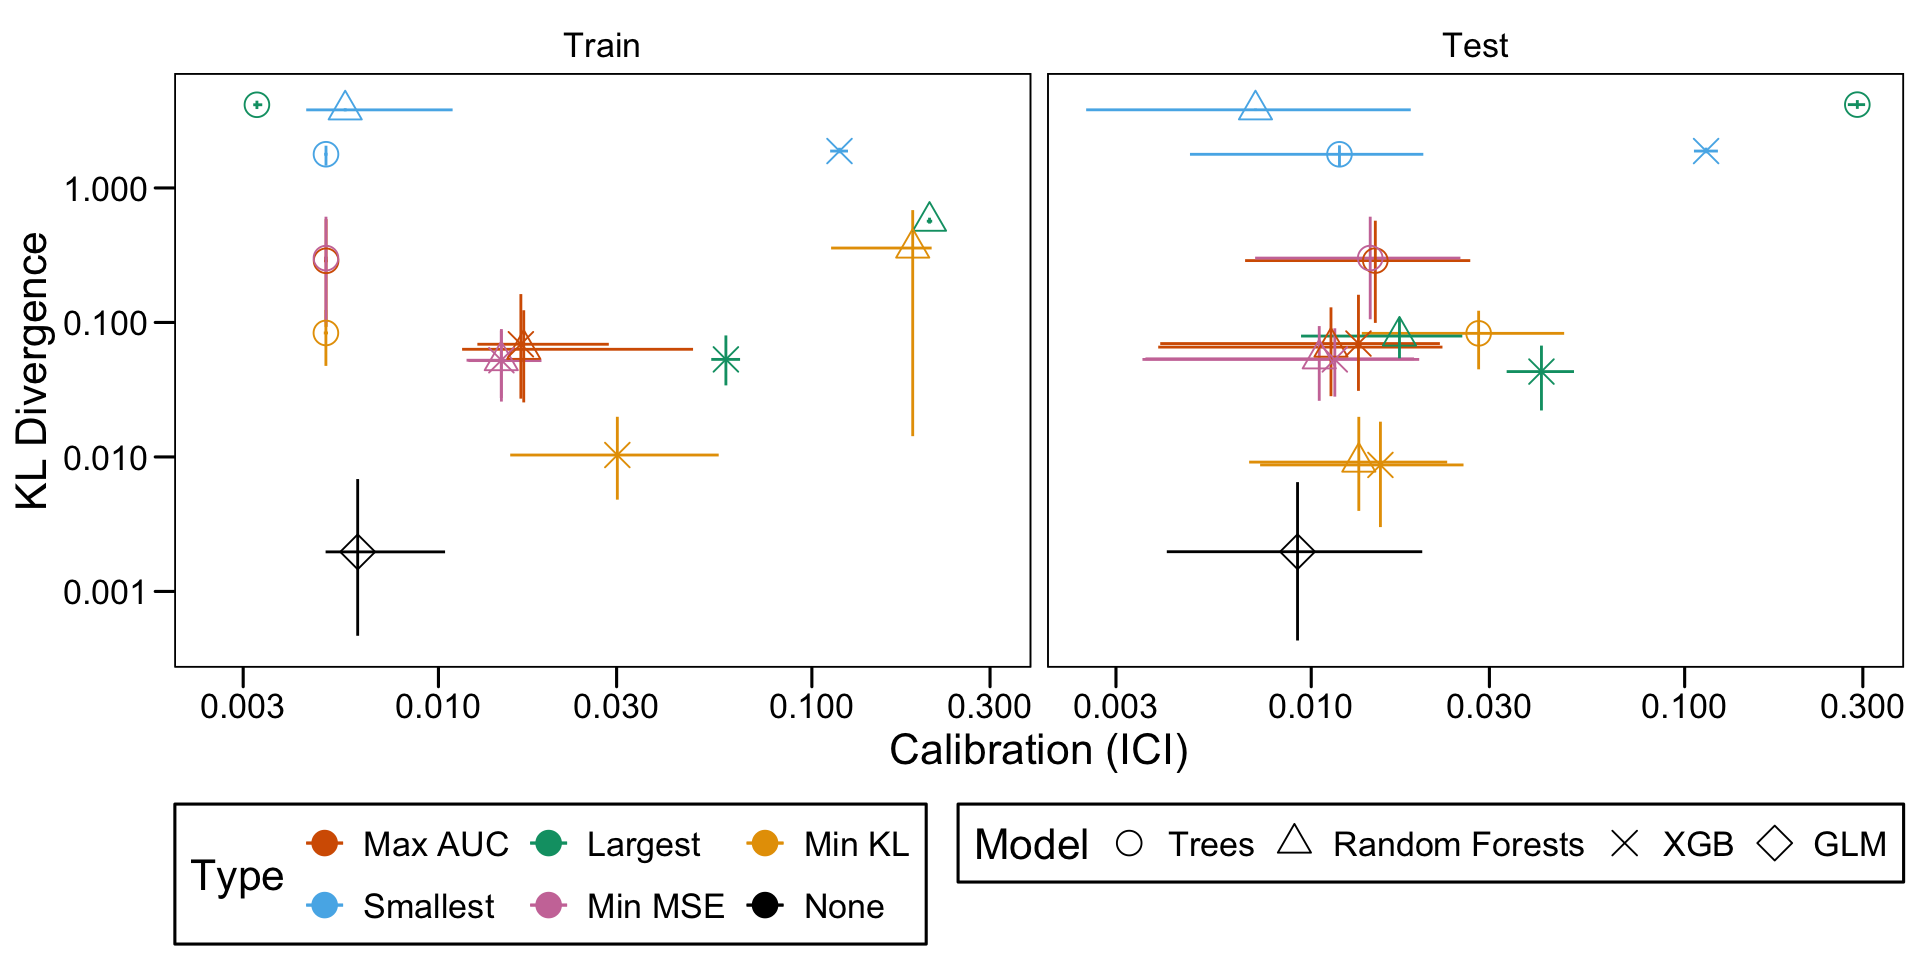 Train
Test
KL Divergence
1.000
0.100
0.010
0.001
0.003 0.010 0.030 0.100 0.300
0.003 0.010 0.030 0.100 0.300
Calibration (ICI)
Type
Max AUC Largest Min KL
Smallest Min MSE None
Model Trees Random Forests XGB GLM